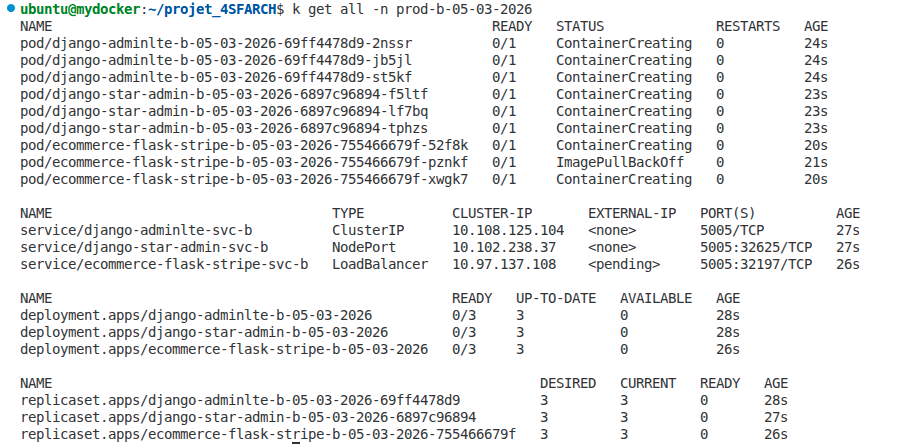 ubuntu@mydocker:~/projet_4SFARCH$ k get all -n prod-b-05-03-2026
NAME READY STATUS RESTARTS AGE
pod/django-adminlte-b-05-03-2026-69ff4478d9-2nssr 0/1 ContainerCreating 0 24s
pod/django-adminlte-b-05-03-2026-69ff4478d9-jb5jl 0/1 ContainerCreating 0 24s
pod/django-adminlte-b-05-03-2026-69ff4478d9-st5kf 0/1 ContainerCreating 0 24s
pod/django-star-admin-b-05-03-2026-6897c96894-f5ltf 0/1 ContainerCreating 0 23s
pod/django-star-admin-b-05-03-2026-6897c96894-lf7bq 0/1 ContainerCreating 0 23s
pod/django-star-admin-b-05-03-2026-6897c96894-tphzs 0/1 ContainerCreating 0 23s
pod/ecommerce-flask-stripe-b-05-03-2026-755466679f-52f8k 0/1 ContainerCreating 0 20s
pod/ecommerce-flask-stripe-b-05-03-2026-755466679f-pznkf 0/1 ImagePullBackOff 0 21s
pod/ecommerce-flask-stripe-b-05-03-2026-755466679f-xwgk7 0/1 ContainerCreating 0 20s
NAME TYPE CLUSTER-IP EXTERNAL-IP PORT(S) AGE
service/django-adminlte-svc-b ClusterIP 10.108.125.104 <none> 5005/TCP 27s
service/django-star-admin-svc-b NodePort 10.102.238.37 <none> 5005:32625/TCP 27s
service/ecommerce-flask-stripe-svc-b LoadBalancer 10.97.137.108 <pending> 5005:32197/TCP 26s
NAME READY UP-TO-DATE AVAILABLE AGE
deployment.apps/django-adminlte-b-05-03-2026 0/3 3 0 28s
deployment.apps/django-star-admin-b-05-03-2026 0/3 3 0 28s
deployment.apps/ecommerce-flask-stripe-b-05-03-2026 0/3 3 0 26s
NAME DESIRED CURRENT READY AGE
replicaset.apps/django-adminlte-b-05-03-2026-69ff4478d9 3 3 0 28s
replicaset.apps/django-star-admin-b-05-03-2026-6897c96894 3 3 0 27s
replicaset.apps/ecommerce-flask-stripe-b-05-03-2026-755466679f 3 3 0 26s